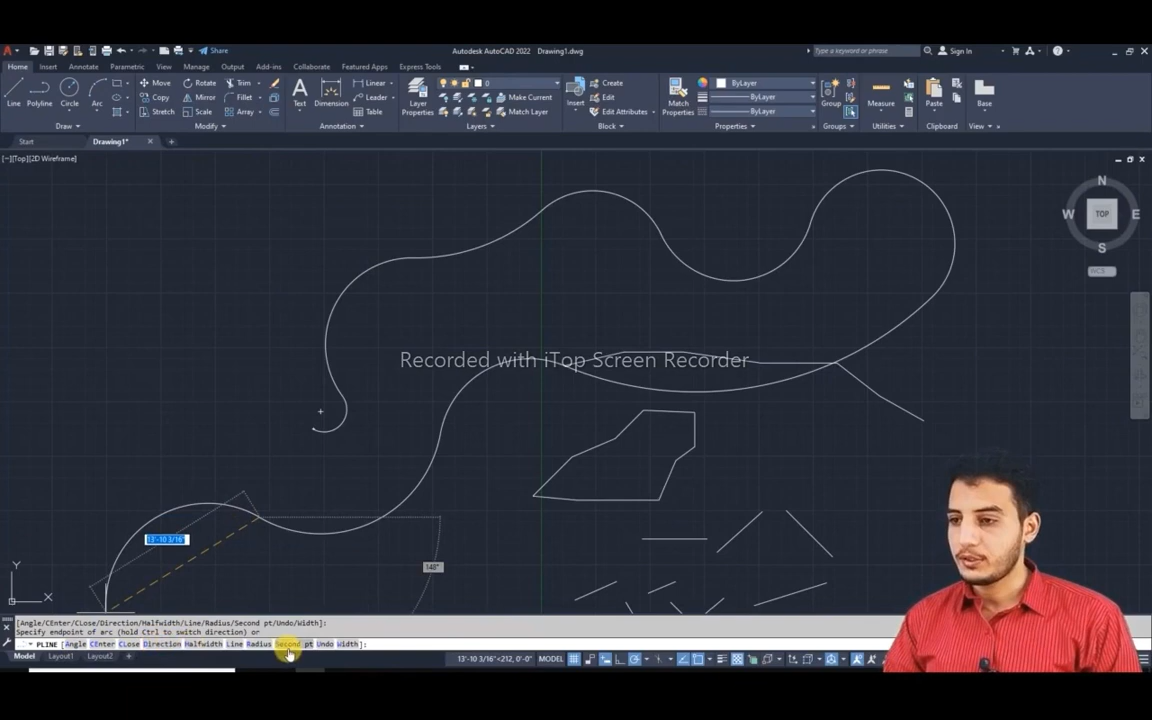 Share
Autodesk AutoCAD 2022 Drawing1.dwg
Type a keyword or phrase
Sign In
Home Insert Annotate Parametric View Manage Output Add-ins Collaborate Featured Apps Express Tools
Line Polyline Circle Arc
Move Rotate Trim
Copy Mirror Fillet
Stretch Scale Array
Text Dimension
Linear
Leader
Table
Layer Properties
0
Make Current
Match Layer
Insert
Create
Edit
Edit Attributes
Match Properties
ByLayer
ByLayer
ByLayer
Group
Measure
Paste
Base
Draw Modify Annotation Layers Block Properties Groups Utilities Clipboard View
Start Drawing1*
[−][Top][2D Wireframe]
N
W TOP E
S
WCS
Recorded with iTop Screen Recorder
13'-10 3/16"
148°
Y
X
[Angle/CEnter/CLose/Direction/Halfwidth/Line/Radius/Second pt/Undo/Width]:
Specify endpoint of arc (hold Ctrl to switch direction) or
PLINE [Angle CEnter CLose Direction Halfwidth Line Radius Second pt Undo Width]:
Model Layout1 Layout2 +
13'-10 3/16"<212, 0'-0" MODEL